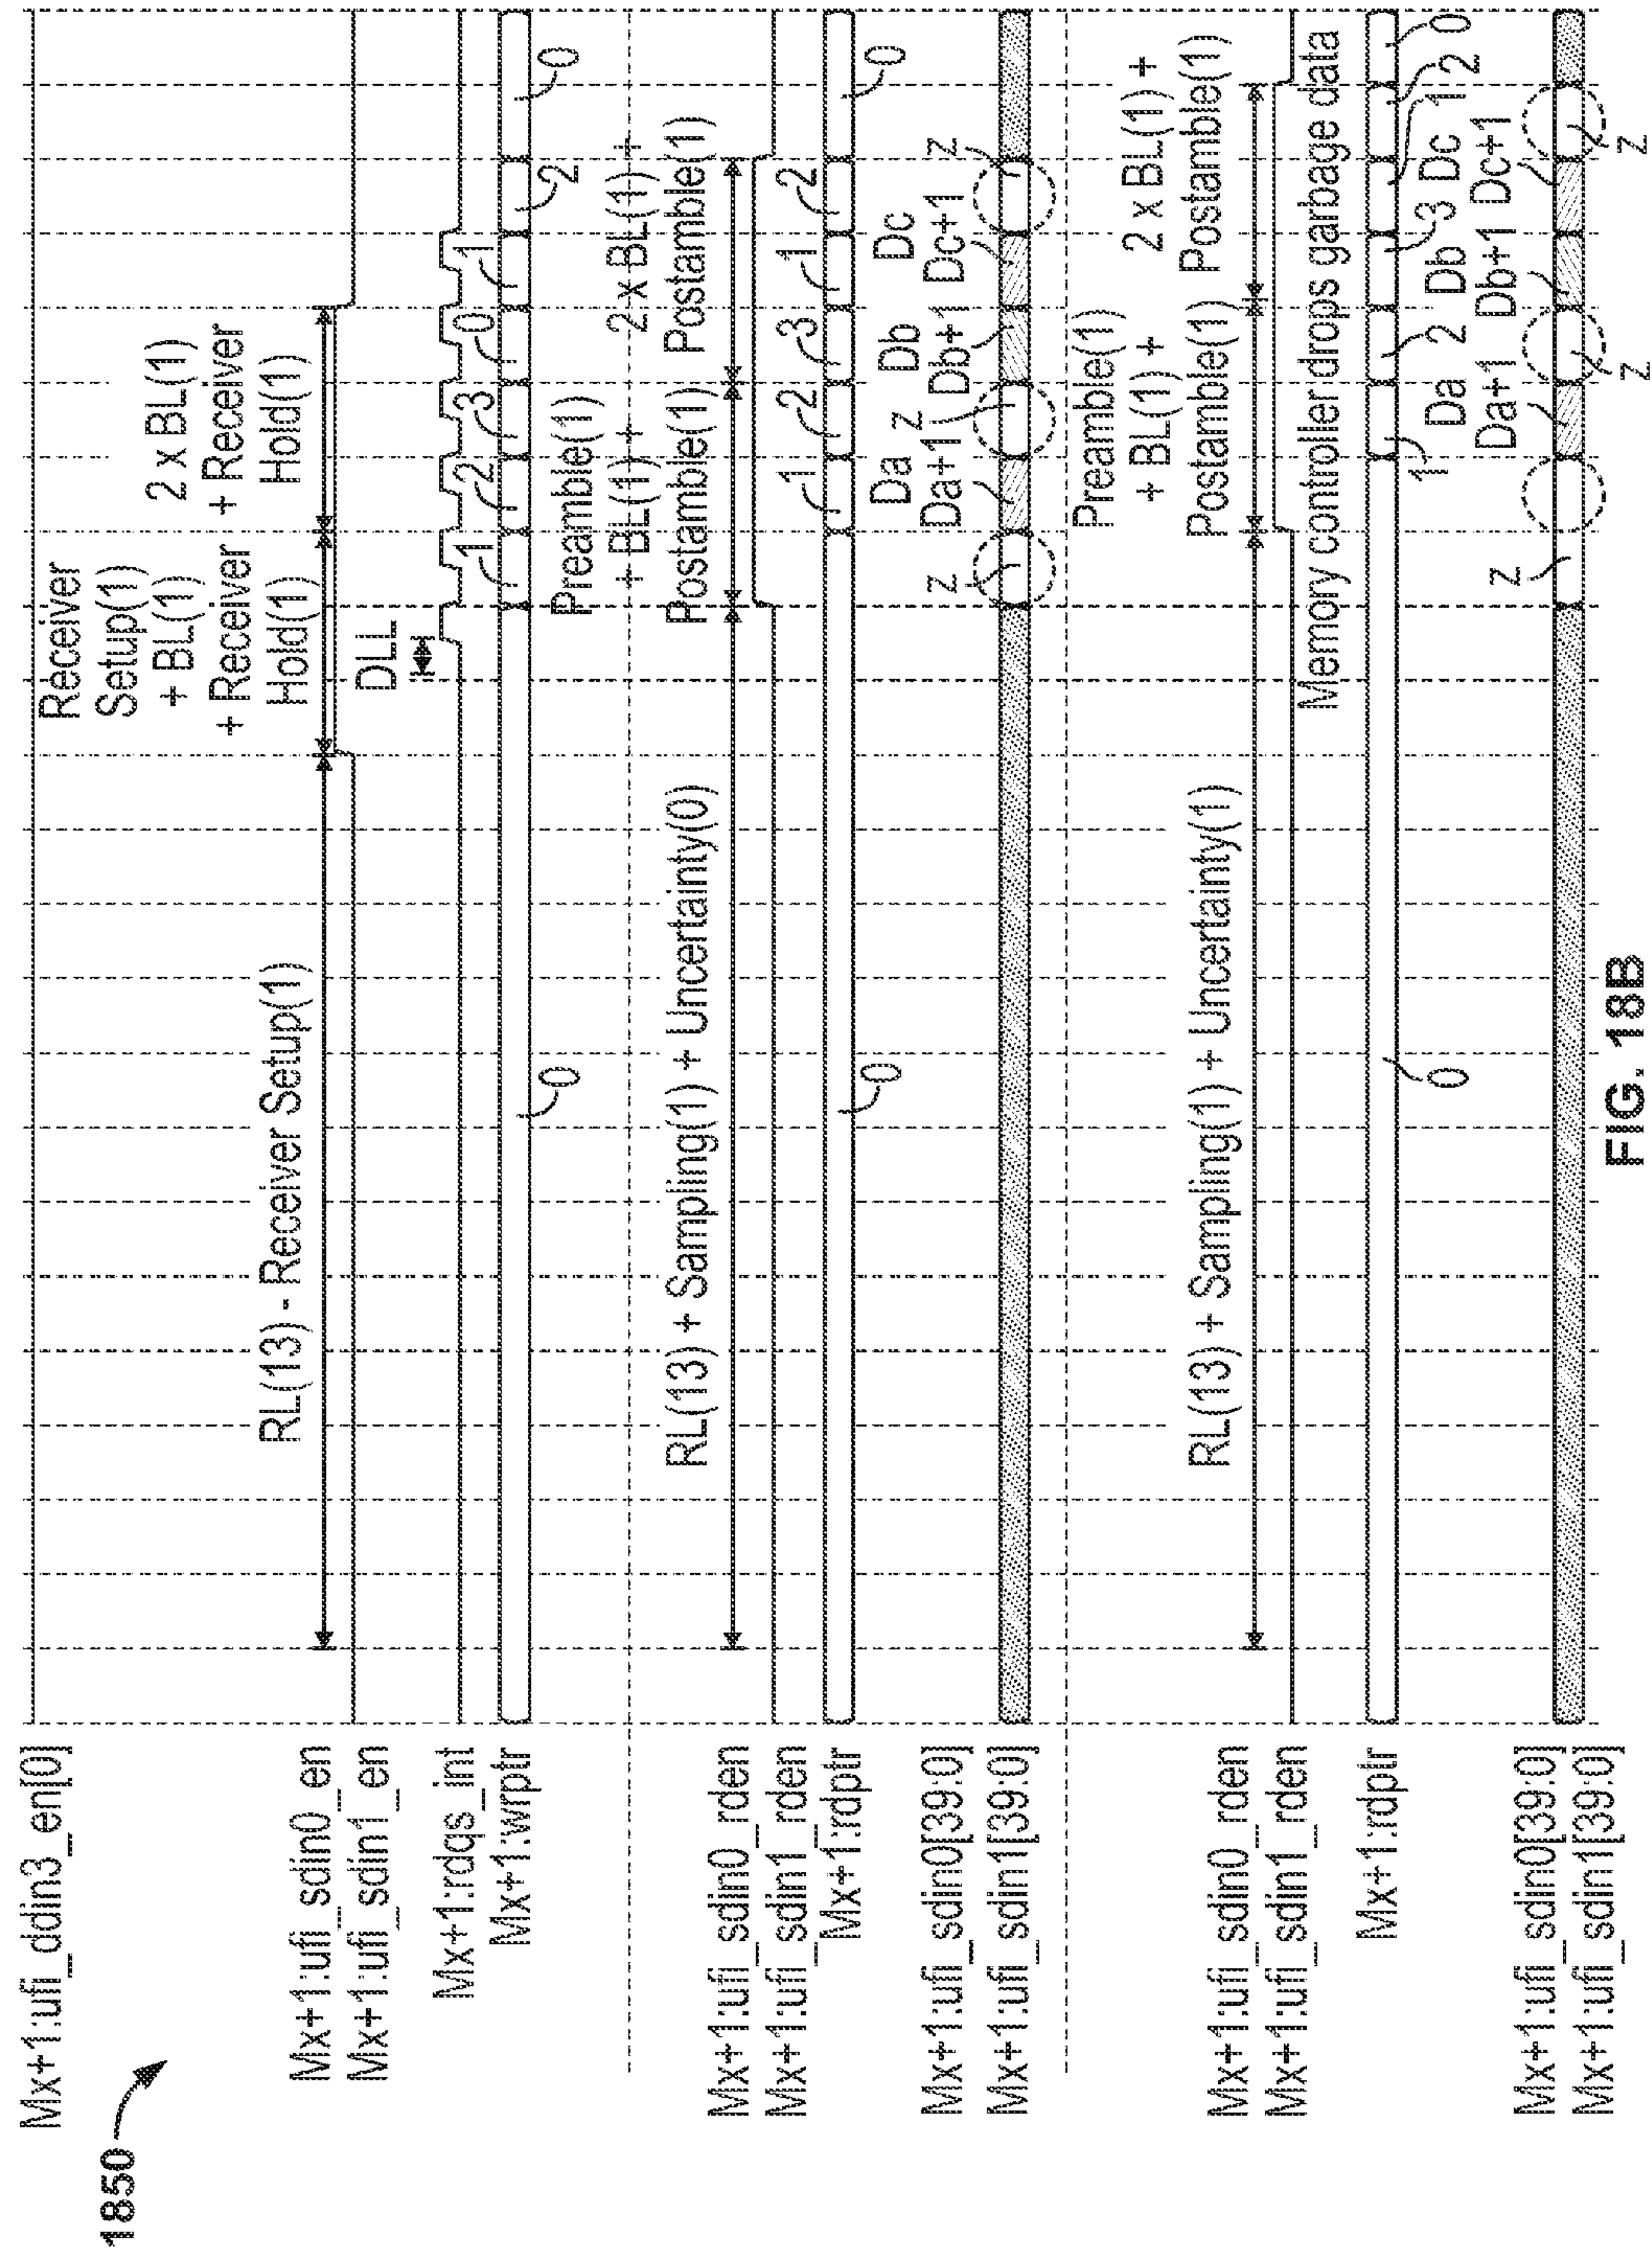 1850
Mx+1:ufi_ddin3_en[0]
Receiver
Setup(1)
+ BL(1)
+ Receiver
Hold(1)
2 x BL(1)
+ Receiver
Hold(1)
RL(13) - Receiver Setup(1)
Mx+1:ufi_sdin0_en
Mx+1:ufi_sdin1_en
DLL
Mx+1:rdqs_int
Mx+1:wrptr
0
1
2
3
0
1
2
0
Preamble(1)
+ BL(1) +
Postamble(1)
2 x BL(1) +
Postamble(1)
RL(13) + Sampling(1) + Uncertainty(0)
Mx+1:ufi_sdin0_rden
Mx+1:ufi_sdin1_rden
Mx+1:rdptr
0
1
2
3
1
2
0
Da
Da+1
Db
Db+1
Dc
Dc+1
z
z
z
Mx+1:ufi_sdin0[39:0]
Mx+1:ufi_sdin1[39:0]
Preamble(1)
+ BL(1) +
Postamble(1)
2 x BL(1) +
Postamble(1)
RL(13) + Sampling(1) + Uncertainty(1)
Mx+1:ufi_sdin0_rden
Mx+1:ufi_sdin1_rden
Memory controller drops garbage data
Mx+1:rdptr
0
1
2
3
1
2
0
Da
Da+1
Db
Db+1
Dc
Dc+1
z
z
z
Mx+1:ufi_sdin0[39:0]
Mx+1:ufi_sdin1[39:0]
FIG. 18B